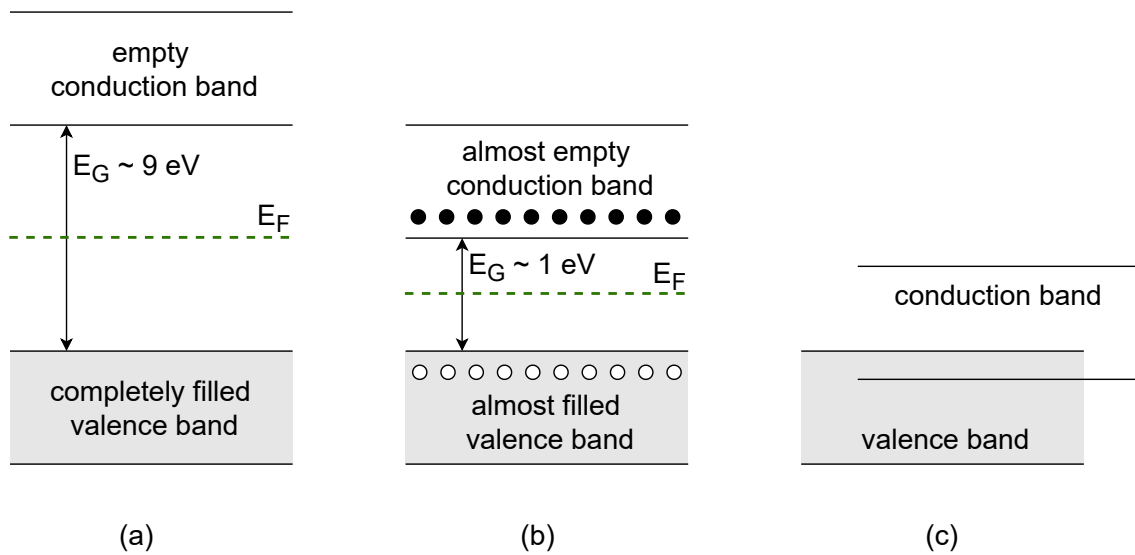 empty
conduction band
E_G ~ 9 eV
E_F
completely filled
valence band
(a)
almost empty
conduction band
E_G ~ 1 eV
E_F
almost filled
valence band
(b)
conduction band
valence band
(c)